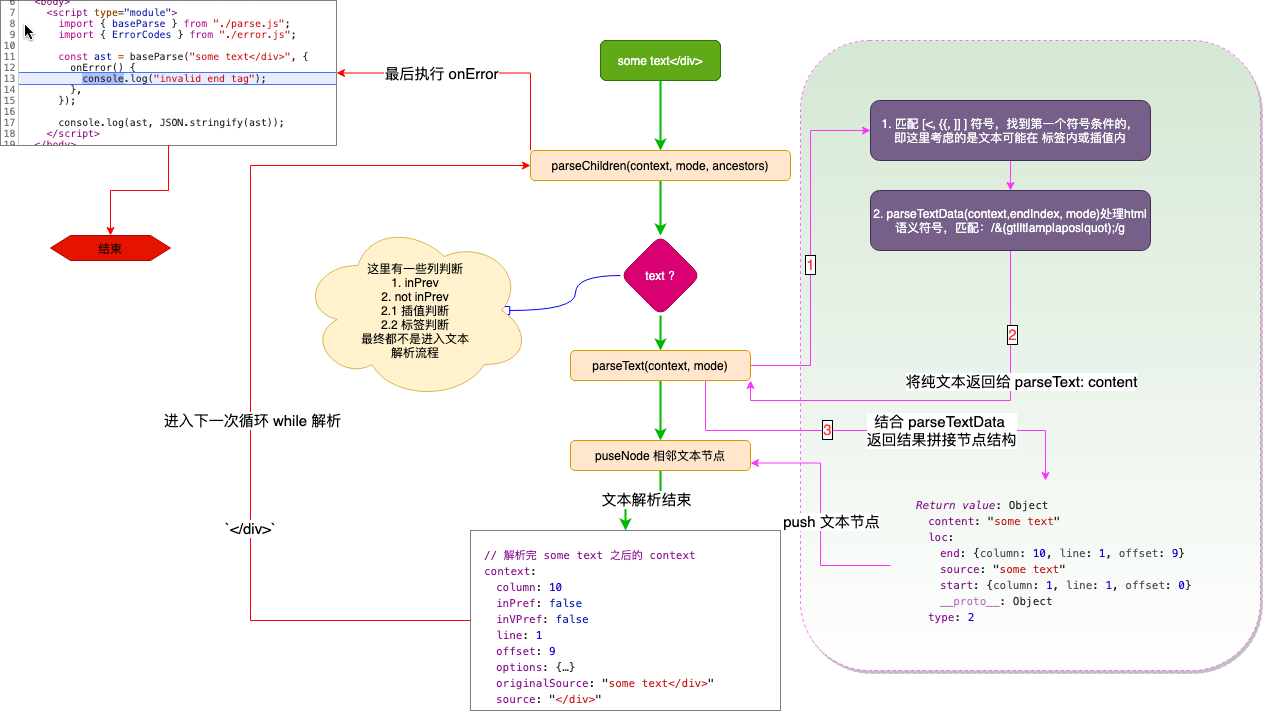 6 <body>
7 <script type="module">
8 import { baseParse } from "./parse.js";
9 import { ErrorCodes } from "./error.js";
10
11 const ast = baseParse("some text</div>", {
12 onError() {
13 console.log("invalid end tag");
14 },
15 });
16
17 console.log(ast, JSON.stringify(ast));
18 </script>
19 </body>
最后执行 onError
some text</div>
parseChildren(context, mode, ancestors)
结束
这里有一些列判断
1. inPrev
2. not inPrev
2.1 插值判断
2.2 标签判断
最终都不是进入文本
解析流程
text ?
parseText(context, mode)
puseNode 相邻文本节点
文本解析结束
进入下一次循环 while 解析
`</div>`
// 解析完 some text 之后的 context
context:
column: 10
inPref: false
inVPref: false
line: 1
offset: 9
options: {…}
originalSource: "some text</div>"
source: "</div>"
1. 匹配 [<, {{, ]] ] 符号，找到第一个符号条件的，
即这里考虑的是文本可能在 标签内或插值内
2. parseTextData(context,endIndex, mode)处理html
语义符号，匹配：/&(gt|lt|amp|apos|quot);/g
1
2
将纯文本返回给 parseText: content
3
结合 parseTextData
返回结果拼接节点结构
push 文本节点
Return value: Object
content: "some text"
loc:
end: {column: 10, line: 1, offset: 9}
source: "some text"
start: {column: 1, line: 1, offset: 0}
__proto__: Object
type: 2